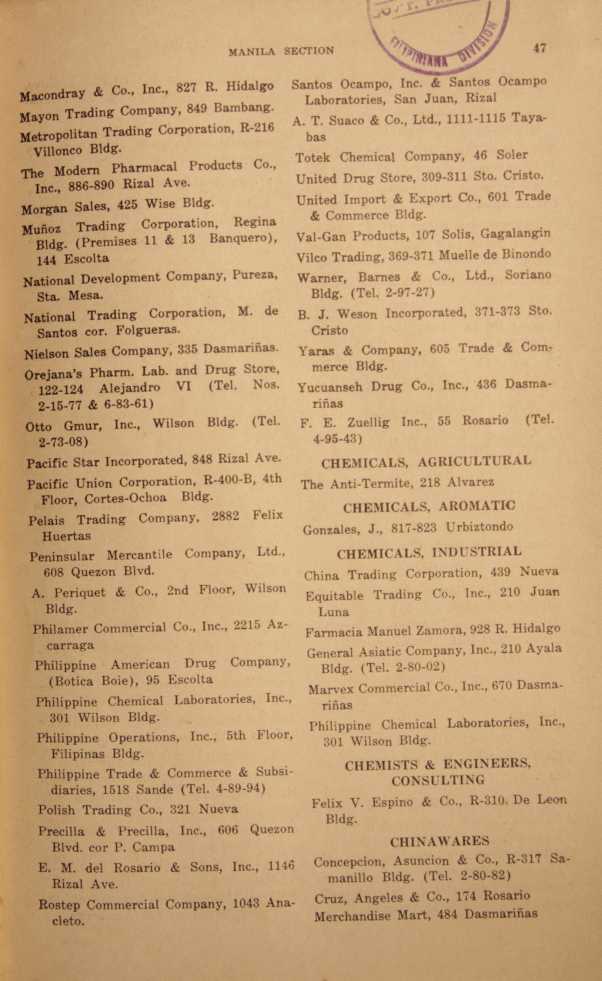 GOV'T.
FILIPINIANA DIVISION
MANILA SECTION
47
Macondray & Co., Inc., 827 R. Hidalgo
Mayon Trading Company, 849 Bambang.
Metropolitan Trading Corporation, R-216
Villonco Bldg.
The Modern Pharmacal Products Co.,
Inc., 886-890 Rizal Ave.
Morgan Sales, 425 Wise Bldg.
Muñoz Trading Corporation, Regina
Bldg. (Premises 11 & 13 Banquero),
144 Escolta
National Development Company, Pureza,
Sta. Mesa.
National Trading Corporation, M. de
Santos cor. Folgueras.
Nielson Sales Company, 335 Dasmariñas.
Orejana's Pharm. Lab. and Drug Store,
122-124 Alejandro VI (Tel. Nos.
2-15-77 & 6-83-61)
Otto Gmur, Inc., Wilson Bldg. (Tel.
2-73-08)
Pacific Star Incorporated, 848 Rizal Ave.
Pacific Union Corporation, R-400-B, 4th
Floor, Cortes-Ochoa Bldg.
Pelais Trading Company, 2882 Felix
Huertas
Peninsular Mercantile Company, Ltd.,
608 Quezon Blvd.
A. Periquet & Co., 2nd Floor, Wilson
Bldg.
Philamer Commercial Co., Inc., 2215 Az-
carraga
Philippine American Drug Company,
(Botica Boie), 95 Escolta
Philippine Chemical Laboratories, Inc.,
301 Wilson Bldg.
Philippine Operations, Inc., 5th Floor,
Filipinas Bldg.
Philippine Trade & Commerce & Subsi-
diaries, 1518 Sande (Tel. 4-89-94)
Polish Trading Co., 321 Nueva
Precilla & Precilla, Inc., 606 Quezon
Blvd. cor P. Campa
E. M. del Rosario & Sons, Inc., 1146
Rizal Ave.
Rostep Commercial Company, 1043 Ana-
cleto.
Santos Ocampo, Inc. & Santos Ocampo
Laboratories, San Juan, Rizal
A. T. Suaco & Co., Ltd., 1111-1115 Taya-
bas
Totek Chemical Company, 46 Soler
United Drug Store, 309-311 Sto. Cristo.
United Import & Export Co., 601 Trade
& Commerce Bldg.
Val-Gan Products, 107 Solis, Gagalangin
Vilco Trading, 369-371 Muelle de Binondo
Warner, Barnes & Co., Ltd., Soriano
Bldg. (Tel. 2-97-27)
B. J. Weson Incorporated, 371-373 Sto.
Cristo
Yaras & Company, 605 Trade & Com-
merce Bldg.
Yucuanseh Drug Co., Inc., 436 Dasma-
riñas
F. E. Zuellig Inc., 55 Rosario (Tel.
4-95-43)
CHEMICALS, AGRICULTURAL
The Anti-Termite, 218 Alvarez
CHEMICALS, AROMATIC
Gonzales, J., 817-823 Urbiztondo
CHEMICALS, INDUSTRIAL
China Trading Corporation, 439 Nueva
Equitable Trading Co., Inc., 210 Juan
Luna
Farmacia Manuel Zamora, 928 R. Hidalgo
General Asiatic Company, Inc., 210 Ayala
Bldg. (Tel. 2-80-02)
Marvex Commercial Co., Inc., 670 Dasma-
riñas
Philippine Chemical Laboratories, Inc.,
301 Wilson Bldg.
CHEMISTS & ENGINEERS,
CONSULTING
Felix V. Espino & Co., R-310. De Leon
Bldg.
CHINAWARES
Concepcion, Asuncion & Co., R-317 Sa-
manillo Bldg. (Tel. 2-80-82)
Cruz, Angeles & Co., 174 Rosario
Merchandise Mart, 484 Dasmariñas